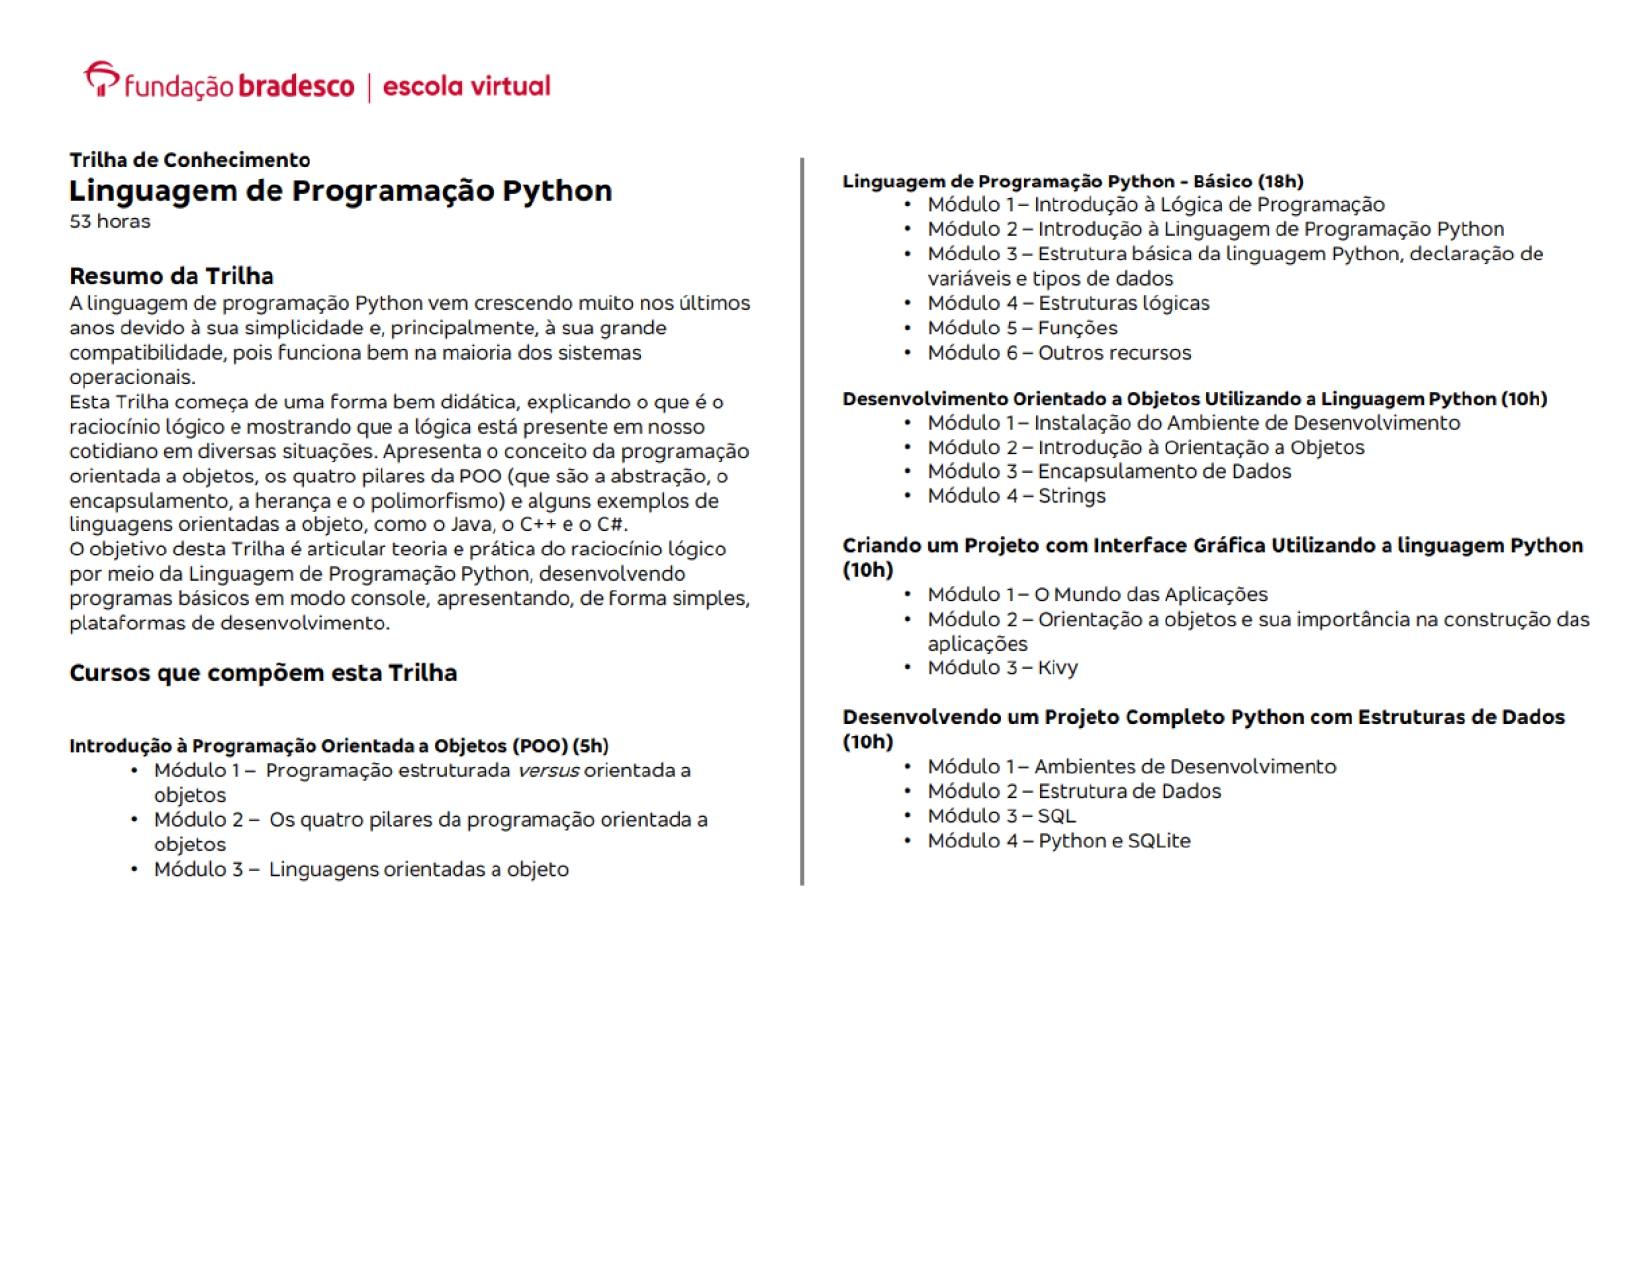 fundação bradesco | escola virtual
Trilha de Conhecimento
Linguagem de Programação Python
53 horas
Resumo da Trilha
A linguagem de programação Python vem crescendo muito nos últimos
anos devido à sua simplicidade e, principalmente, à sua grande
compatibilidade, pois funciona bem na maioria dos sistemas
operacionais.
Esta Trilha começa de uma forma bem didática, explicando o que é o
raciocínio lógico e mostrando que a lógica está presente em nosso
cotidiano em diversas situações. Apresenta o conceito da programação
orientada a objetos, os quatro pilares da POO (que são a abstração, o
encapsulamento, a herança e o polimorfismo) e alguns exemplos de
linguagens orientadas a objeto, como o Java, o C++ e o C#.
O objetivo desta Trilha é articular teoria e prática do raciocínio lógico
por meio da Linguagem de Programação Python, desenvolvendo
programas básicos em modo console, apresentando, de forma simples,
plataformas de desenvolvimento.
Cursos que compõem esta Trilha
Introdução à Programação Orientada a Objetos (POO) (5h)
• Módulo 1 – Programação estruturada versus orientada a
objetos
• Módulo 2 – Os quatro pilares da programação orientada a
objetos
• Módulo 3 – Linguagens orientadas a objeto
Linguagem de Programação Python - Básico (18h)
• Módulo 1 – Introdução à Lógica de Programação
• Módulo 2 – Introdução à Linguagem de Programação Python
• Módulo 3 – Estrutura básica da linguagem Python, declaração de
variáveis e tipos de dados
• Módulo 4 – Estruturas lógicas
• Módulo 5 – Funções
• Módulo 6 – Outros recursos
Desenvolvimento Orientado a Objetos Utilizando a Linguagem Python (10h)
• Módulo 1 – Instalação do Ambiente de Desenvolvimento
• Módulo 2 – Introdução à Orientação a Objetos
• Módulo 3 – Encapsulamento de Dados
• Módulo 4 – Strings
Criando um Projeto com Interface Gráfica Utilizando a linguagem Python
(10h)
• Módulo 1 – O Mundo das Aplicações
• Módulo 2 – Orientação a objetos e sua importância na construção das
aplicações
• Módulo 3 – Kivy
Desenvolvendo um Projeto Completo Python com Estruturas de Dados
(10h)
• Módulo 1 – Ambientes de Desenvolvimento
• Módulo 2 – Estrutura de Dados
• Módulo 3 – SQL
• Módulo 4 – Python e SQLite